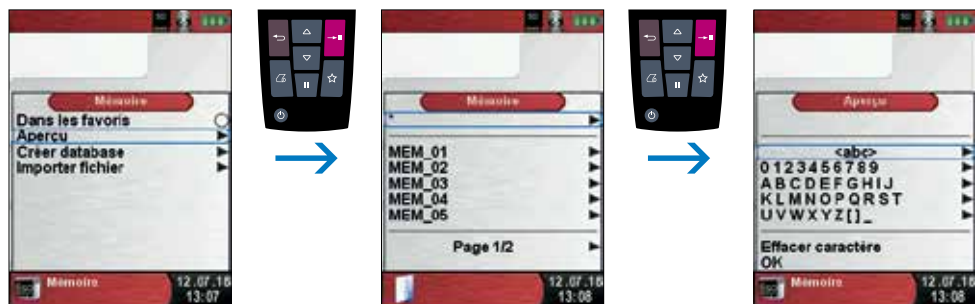 Mémoire
Dans les favoris
Aperçu
Créer database
Importer fichier
Mémoire
12.07.16
13:07
Mémoire
*
MEM_01
MEM_02
MEM_03
MEM_04
MEM_05
Page 1/2
12.07.16
13:08
Aperçu
<abc>
0123456789
ABCDEFGHIJ
KLMNOPQRST
UVWXYZ[]_
Effacer caractère
OK
Mémoire
12.07.16
13:08